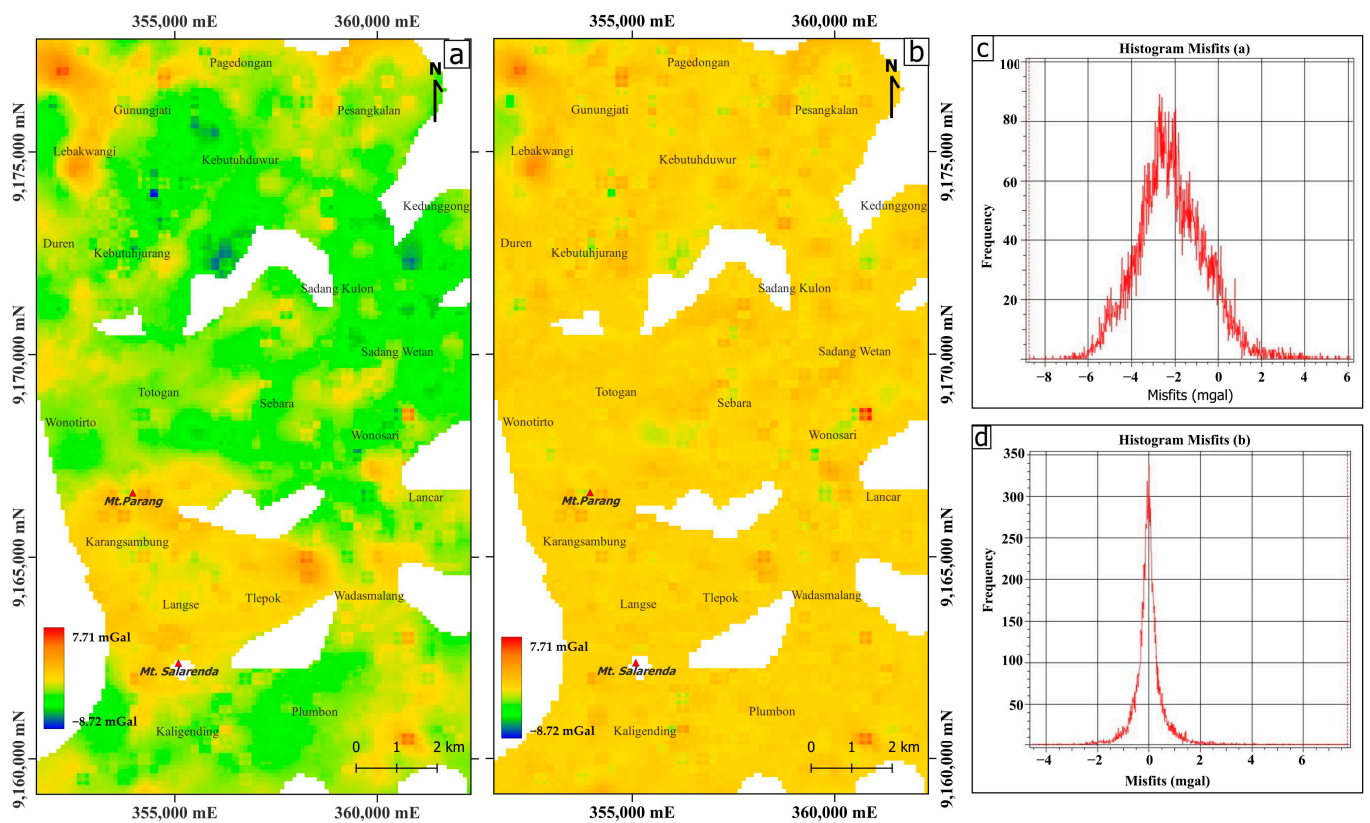 355,000 mE
360,000 mE
355,000 mE
360,000 mE
a
N
Pagedongan
Gunungjati
Pesangkalan
Lebakwangi
Kebutuhduwur
Kedunggong
Duren
Kebutuhjurang
Sadang Kulon
Sadang Wetan
Totogan
Sebara
Wonotirto
Wonosari
Mt.Parang
Lancar
Karangsambung
Langse
Tlepok
Wadasmalang
7.71 mGal
Mt. Salarenda
−8.72 mGal
Plumbon
Kaligending
0 1 2 km
9,175,000 mN
9,170,000 mN
9,165,000 mN
9,160,000 mN
355,000 mE
360,000 mE
b
N
Pagedongan
Gunungjati
Pesangkalan
Lebakwangi
Kebutuhduwur
Kedunggong
Duren
Kebutuhjurang
Sadang Kulon
Sadang Wetan
Totogan
Sebara
Wonotirto
Wonosari
Mt.Parang
Lancar
Karangsambung
Langse
Tlepok
Wadasmalang
7.71 mGal
Mt. Salarenda
-8.72 mGal
Plumbon
Kaligending
0 1 2 km
9,175,000 mN
9,170,000 mN
9,165,000 mN
9,160,000 mN
355,000 mE
360,000 mE
c
Histogram Misfits (a)
100
80
60
40
20
Frequency
−8 −6 −4 −2 0 2 4 6
Misfits (mgal)
d
Histogram Misfits (b)
350
300
250
200
150
100
50
Frequency
−4 −2 0 2 4 6
Misfits (mgal)